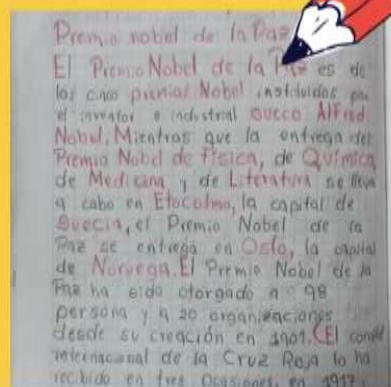 Premio nobel de la Paz
El Premio Nobel de la Paz es de
los cinco premios Nobel instituidos por
el inventor e industrial sueco Alfred
Nobel. Mientras que la entrega del
Premio Nobel de Física, de Química,
de Medicina y de Literatura se lleva
a cabo en Etocolmo, la capital de
Suecia, el Premio Nobel de la
Paz se entrega en Oslo, la capital
de Noruega. El Premio Nobel de la
Paz ha sido otorgado a 98
persona y a 20 organizaciones
desde su creación en 1901. (El comité
internacional de la Cruz Roja lo ha
recibido en tres ocasiones, en 1917